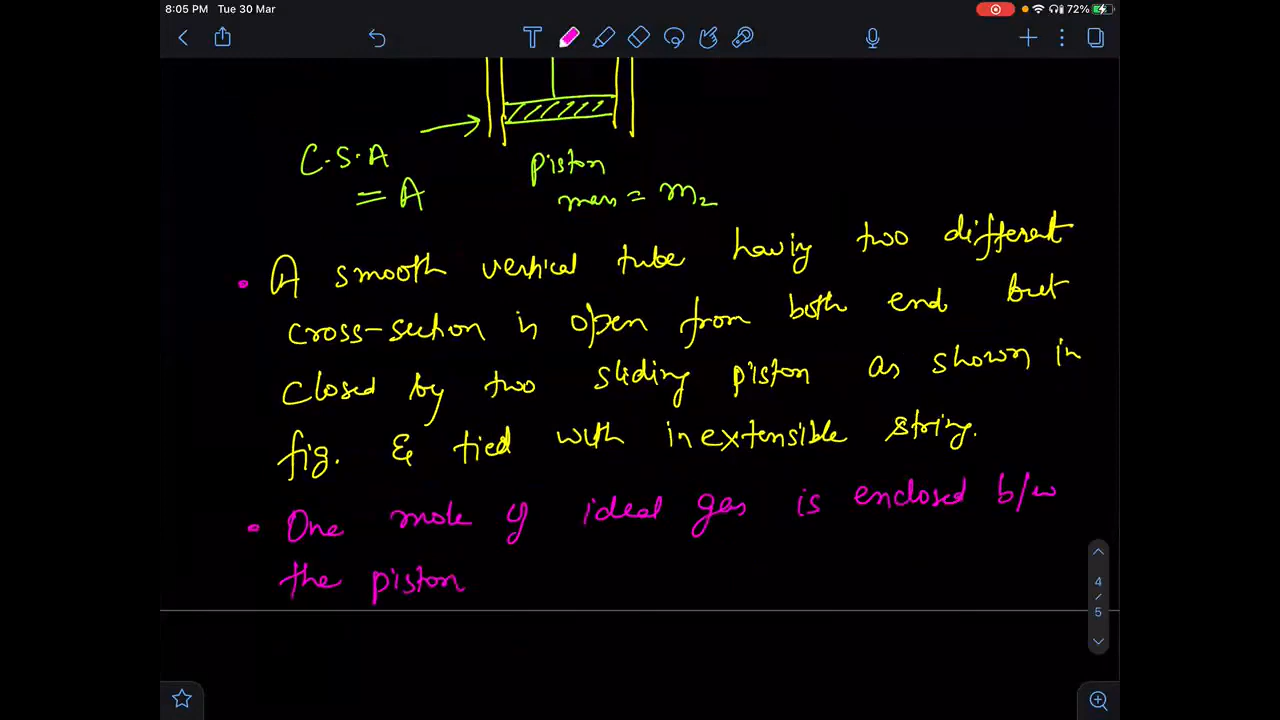 8:05 PM Tue 30 Mar
72%
T
C.S.A
= A
piston
mass = m₂
• A smooth vertical tube having two different
cross-section is open from both end but
closed by two sliding piston as shown in
fig. & tied with inextensible string.
• One mole of ideal gas is enclosed b/w
the piston
4
/
5